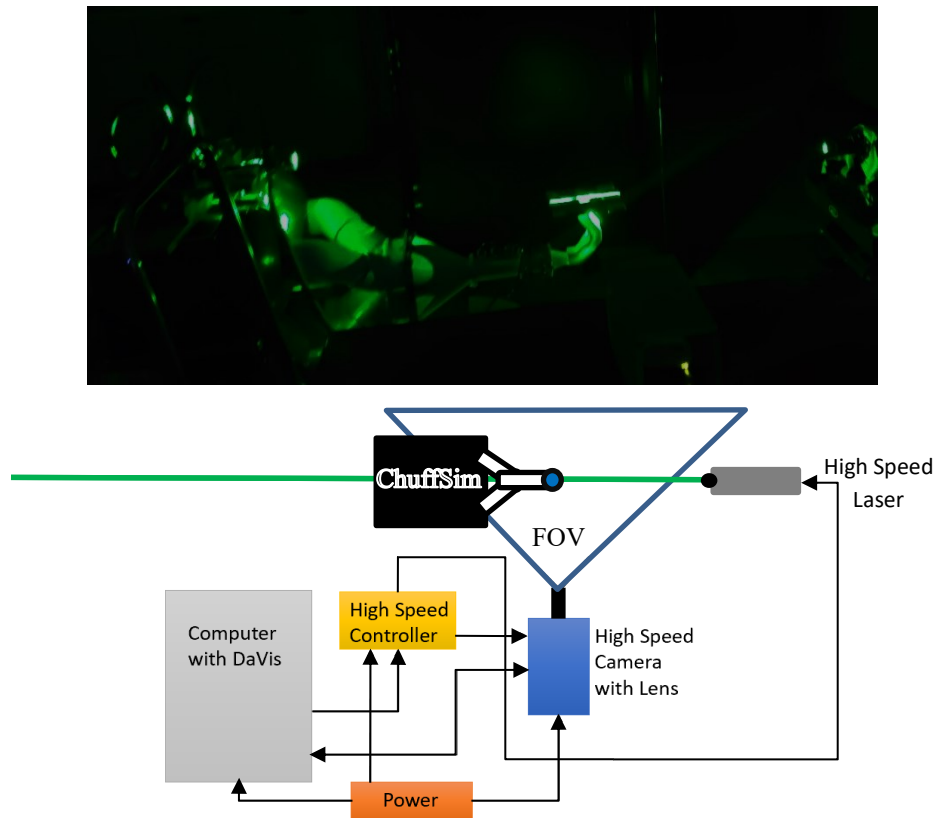 ChuffSim
High Speed
Laser
FOV
High Speed
Controller
Computer
with DaVis
High Speed
Camera
with Lens
Power